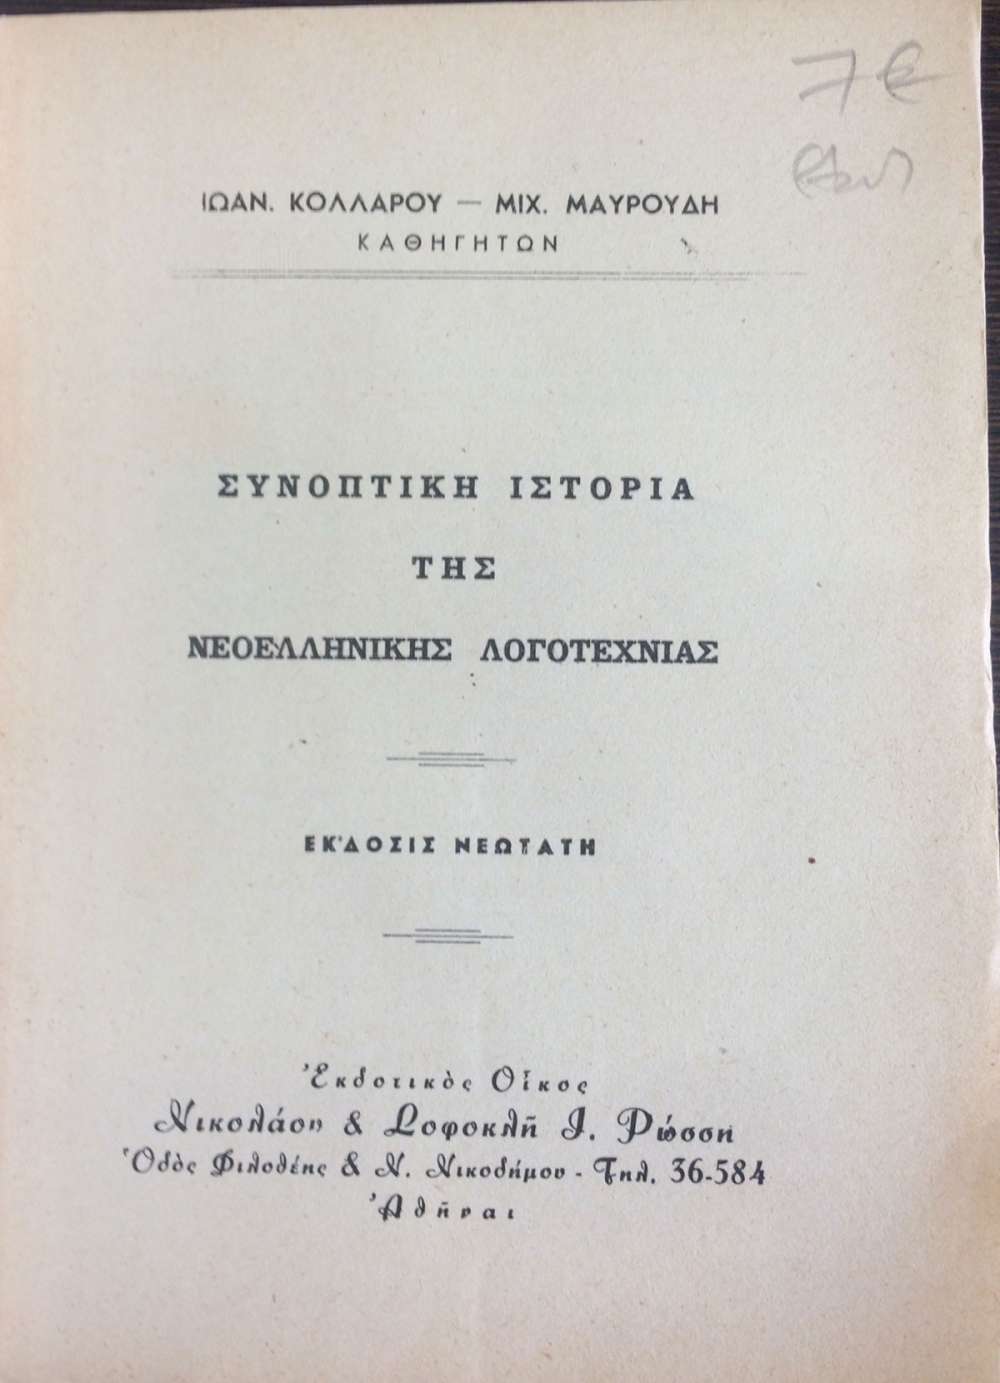 7 €
ΙΩΑΝ. ΚΟΛΛΑΡΟΥ — ΜΙΧ. ΜΑΥΡΟΥΔΗ
ΚΑΘΗΓΗΤΩΝ
ΣΥΝΟΠΤΙΚΗ ΙΣΤΟΡΙΑ
ΤΗΣ
ΝΕΟΕΛΛΗΝΙΚΗΣ ΛΟΓΟΤΕΧΝΙΑΣ
ΕΚΔΟΣΙΣ ΝΕΩΤΑΤΗ
Ἐκδοτικὸς Οἶκος
Νικολάου & Σοφοκλῆ Ι. Ρώσση
Ὁδὸς Φιλοθέης & Ν. Νικοδήμου - Τηλ. 36-584
Ἀθῆναι